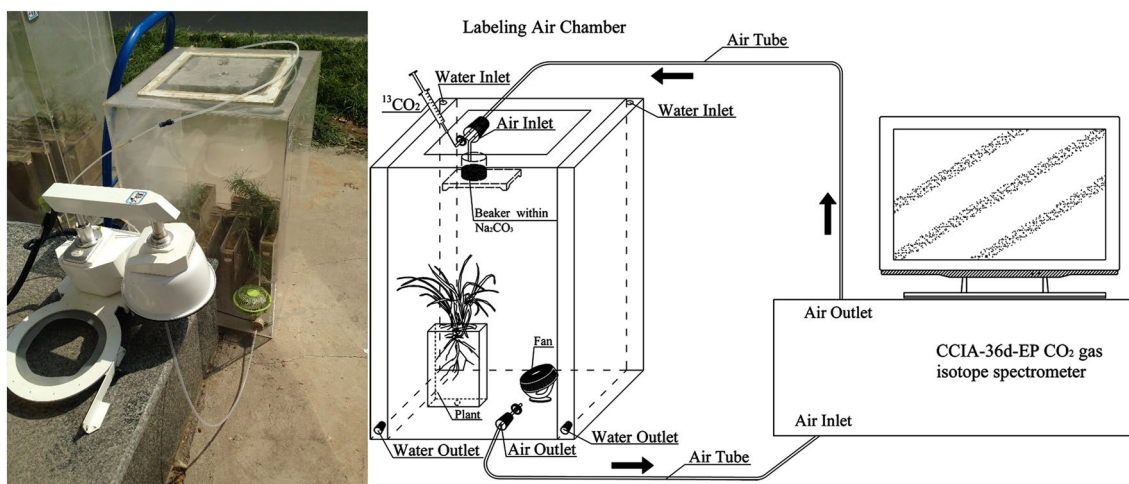 Labeling Air Chamber
Air Tube
Water Inlet
¹³CO₂
Air Inlet
Water Inlet
Beaker within
Na₂CO₃
Fan
Plant
Water Outlet
Air Outlet
Water Outlet
Air Tube
Air Outlet
CCIA-36d-EP CO₂ gas
isotope spectrometer
Air Inlet